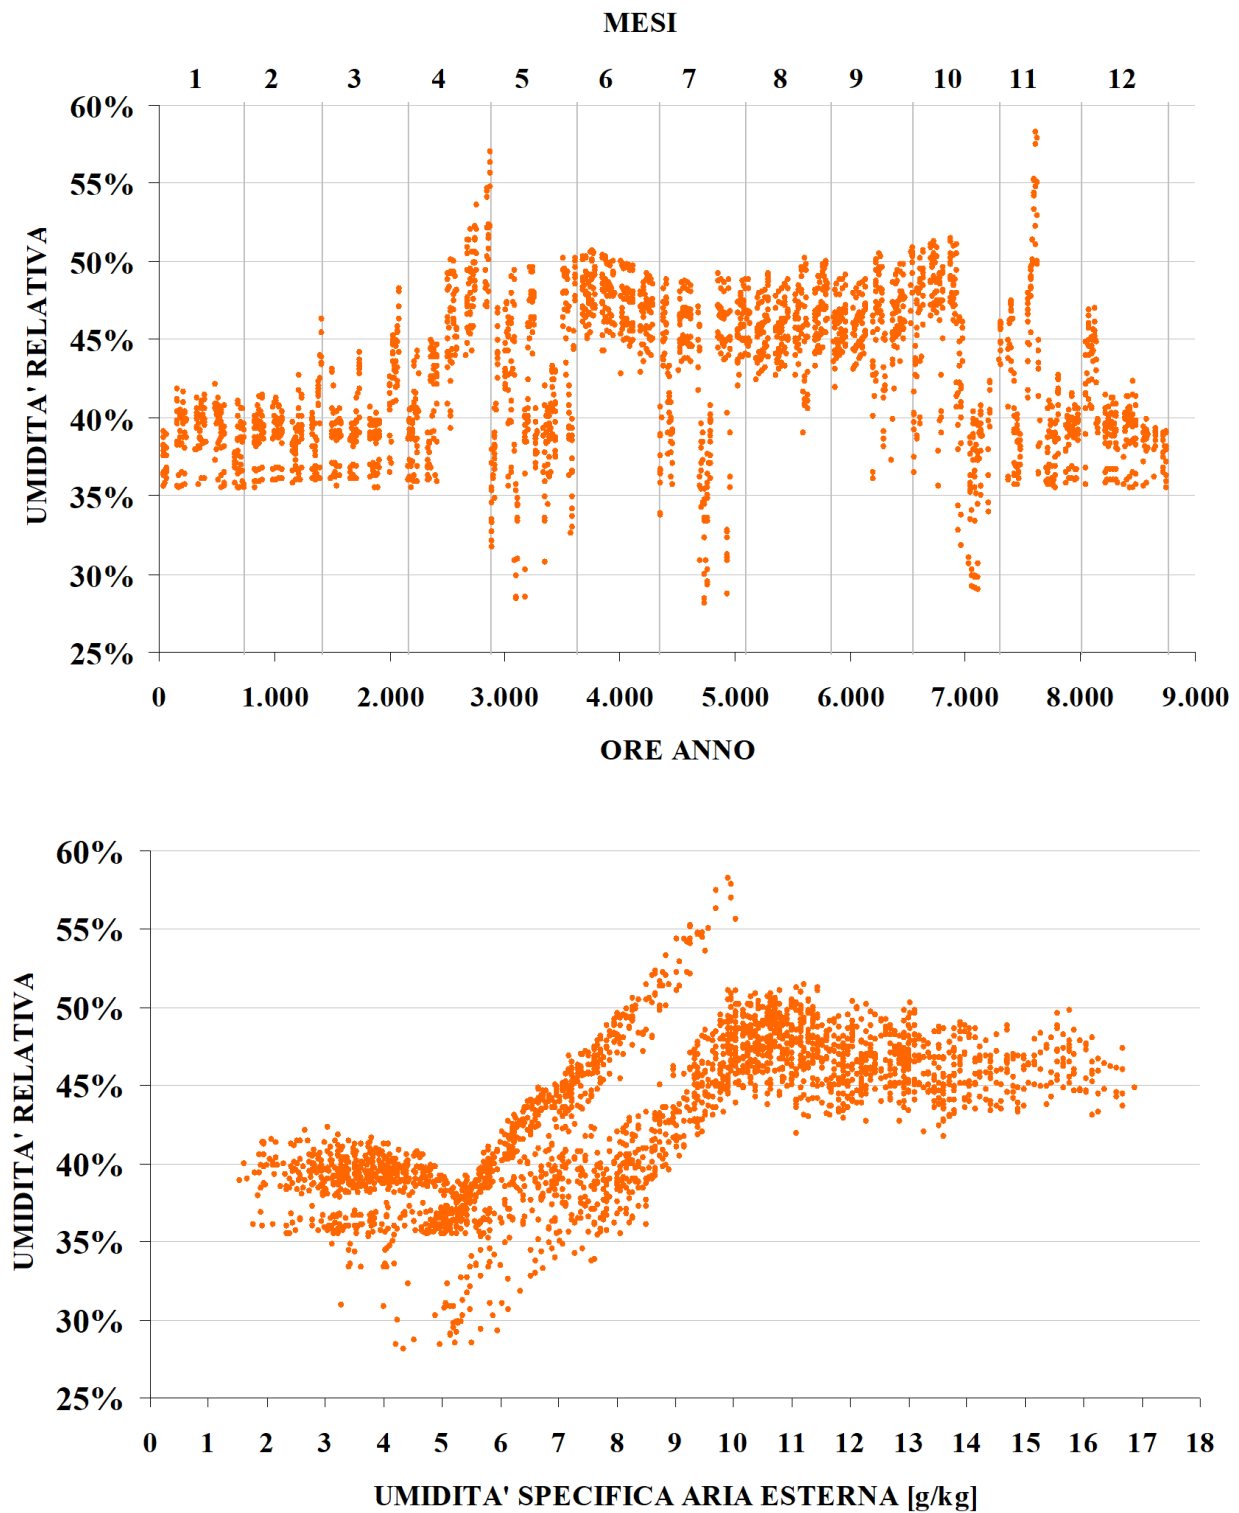 MESI
1 2 3 4 5 6 7 8 9 10 11 12
60%
55%
50%
45%
40%
35%
30%
25%
UMIDITA' RELATIVA
0 1.000 2.000 3.000 4.000 5.000 6.000 7.000 8.000 9.000
ORE ANNO
60%
55%
50%
45%
40%
35%
30%
25%
UMIDITA' RELATIVA
0 1 2 3 4 5 6 7 8 9 10 11 12 13 14 15 16 17 18
UMIDITA' SPECIFICA ARIA ESTERNA [g/kg]